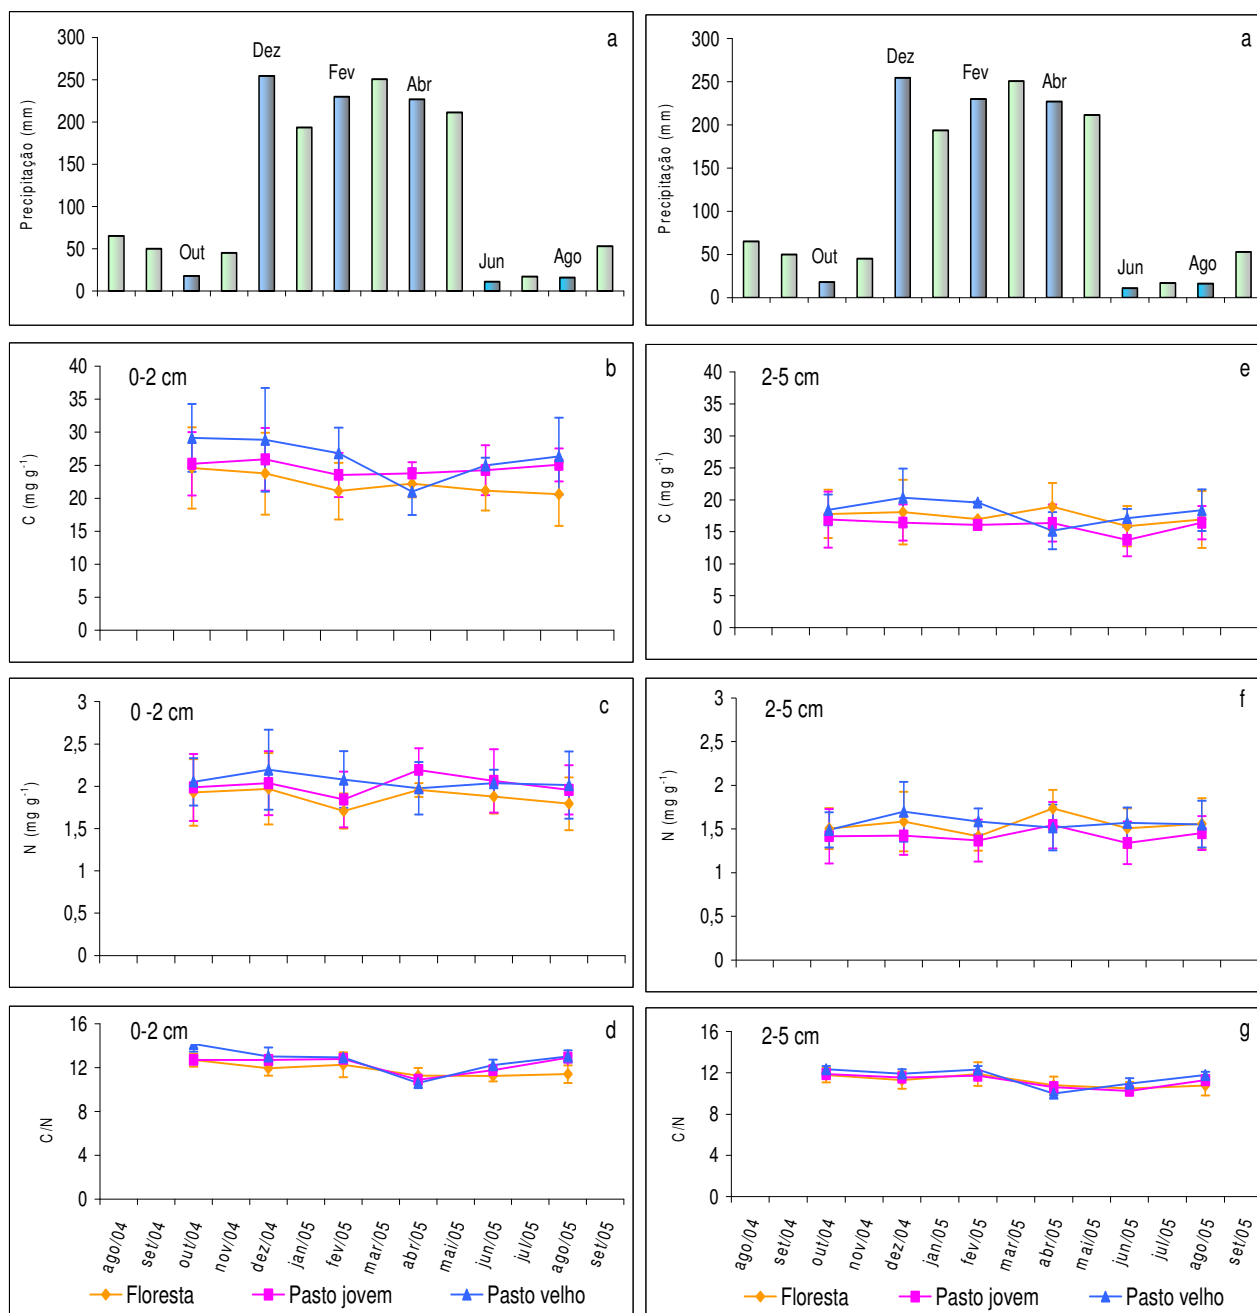 a
300
250
200
150
100
50
0
Precipitação (mm)
Out
Dez
Fev
Abr
Jun
Ago
a
300
250
200
150
100
50
0
Precipitação (mm)
Out
Dez
Fev
Abr
Jun
Ago
0-2 cm
b
40
35
30
25
20
15
10
5
0
C (mg g⁻¹)
2-5 cm
e
40
35
30
25
20
15
10
5
0
C (mg g⁻¹)
0 -2 cm
c
3
2,5
2
1,5
1
0,5
0
N (mg g⁻¹)
2-5 cm
f
3
2,5
2
1,5
1
0,5
0
N (mg g⁻¹)
0-2 cm
d
16
12
8
4
0
C/N
ago/04
set/04
out/04
nov/04
dez/04
jan/05
fev/05
mar/05
abr/05
mai/05
jun/05
jul/05
ago/05
set/05
Floresta Pasto jovem Pasto velho
2-5 cm
g
16
12
8
4
0
C/N
ago/04
set/04
out/04
nov/04
dez/04
jan/05
fev/05
mar/05
abr/05
mai/05
jun/05
jul/05
ago/05
set/05
Floresta Pasto jovem Pasto velho